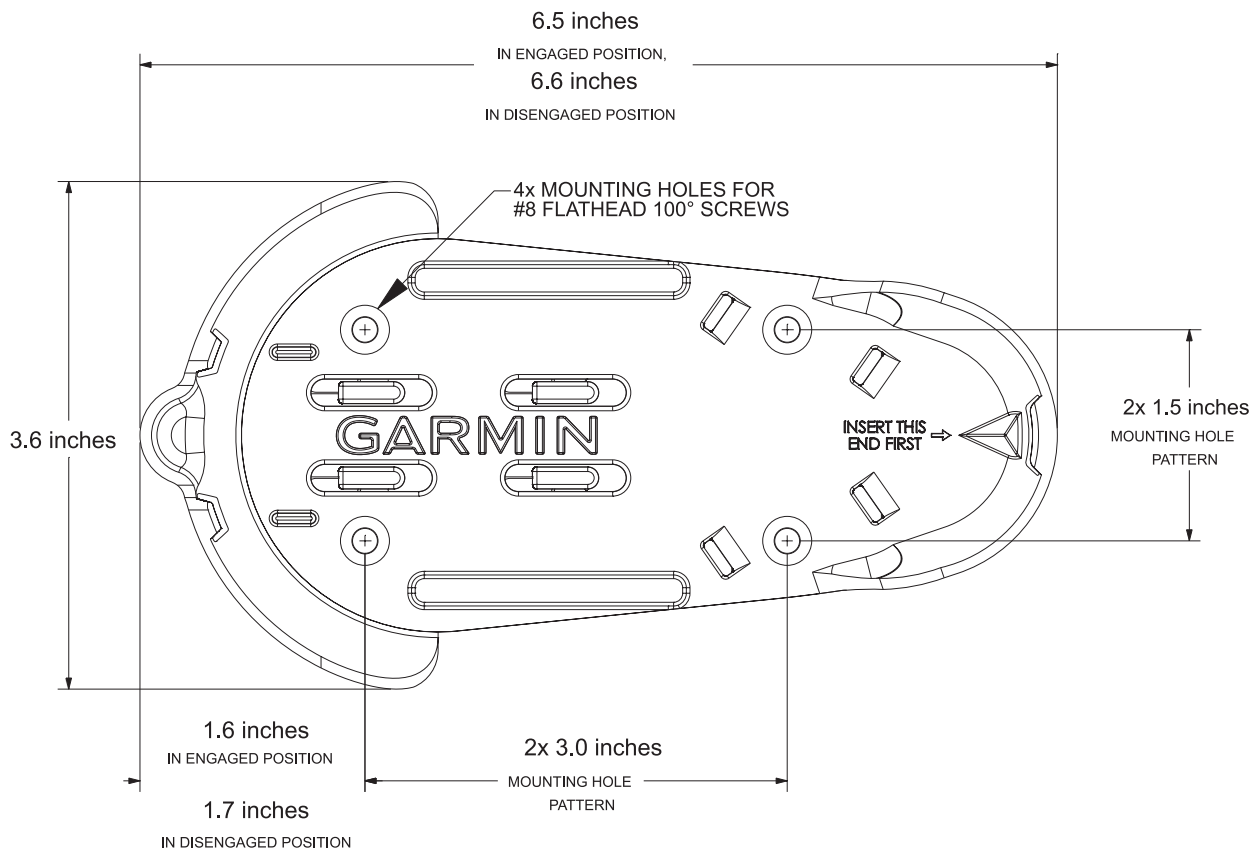 6.5 inches
IN ENGAGED POSITION,
6.6 inches
IN DISENGAGED POSITION
4x MOUNTING HOLES FOR
#8 FLATHEAD 100° SCREWS
3.6 inches
GARMIN
INSERT THIS
END FIRST
2x 1.5 inches
MOUNTING HOLE
PATTERN
1.6 inches
IN ENGAGED POSITION
1.7 inches
IN DISENGAGED POSITION
2x 3.0 inches
MOUNTING HOLE
PATTERN